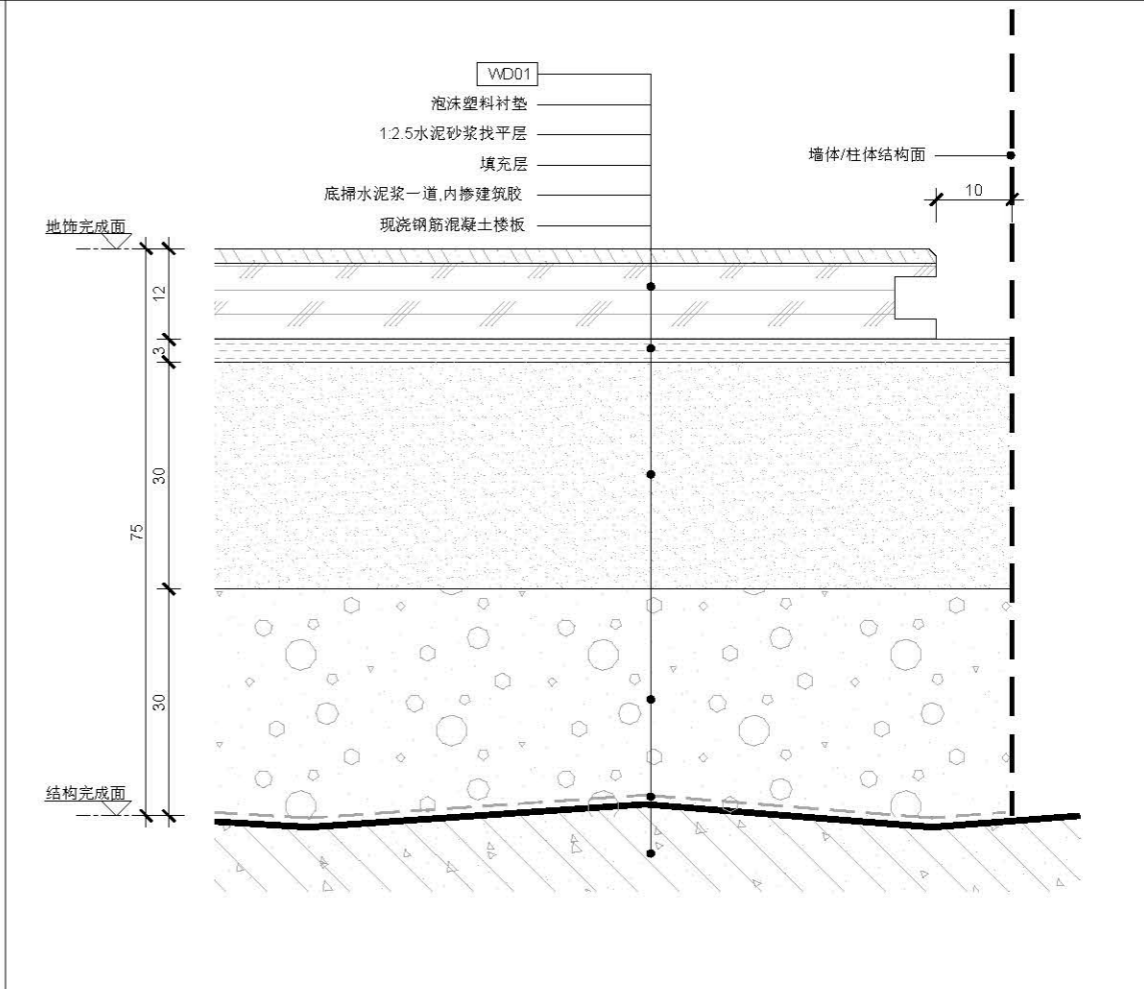 WD01
泡沫塑料衬垫
1:2.5水泥砂浆找平层
填充层
底掃水泥浆一道,内掺建筑胶
现浇钢筋混凝土楼板
墙体/柱体结构面
10
地饰完成面
12
3
30
75
30
结构完成面